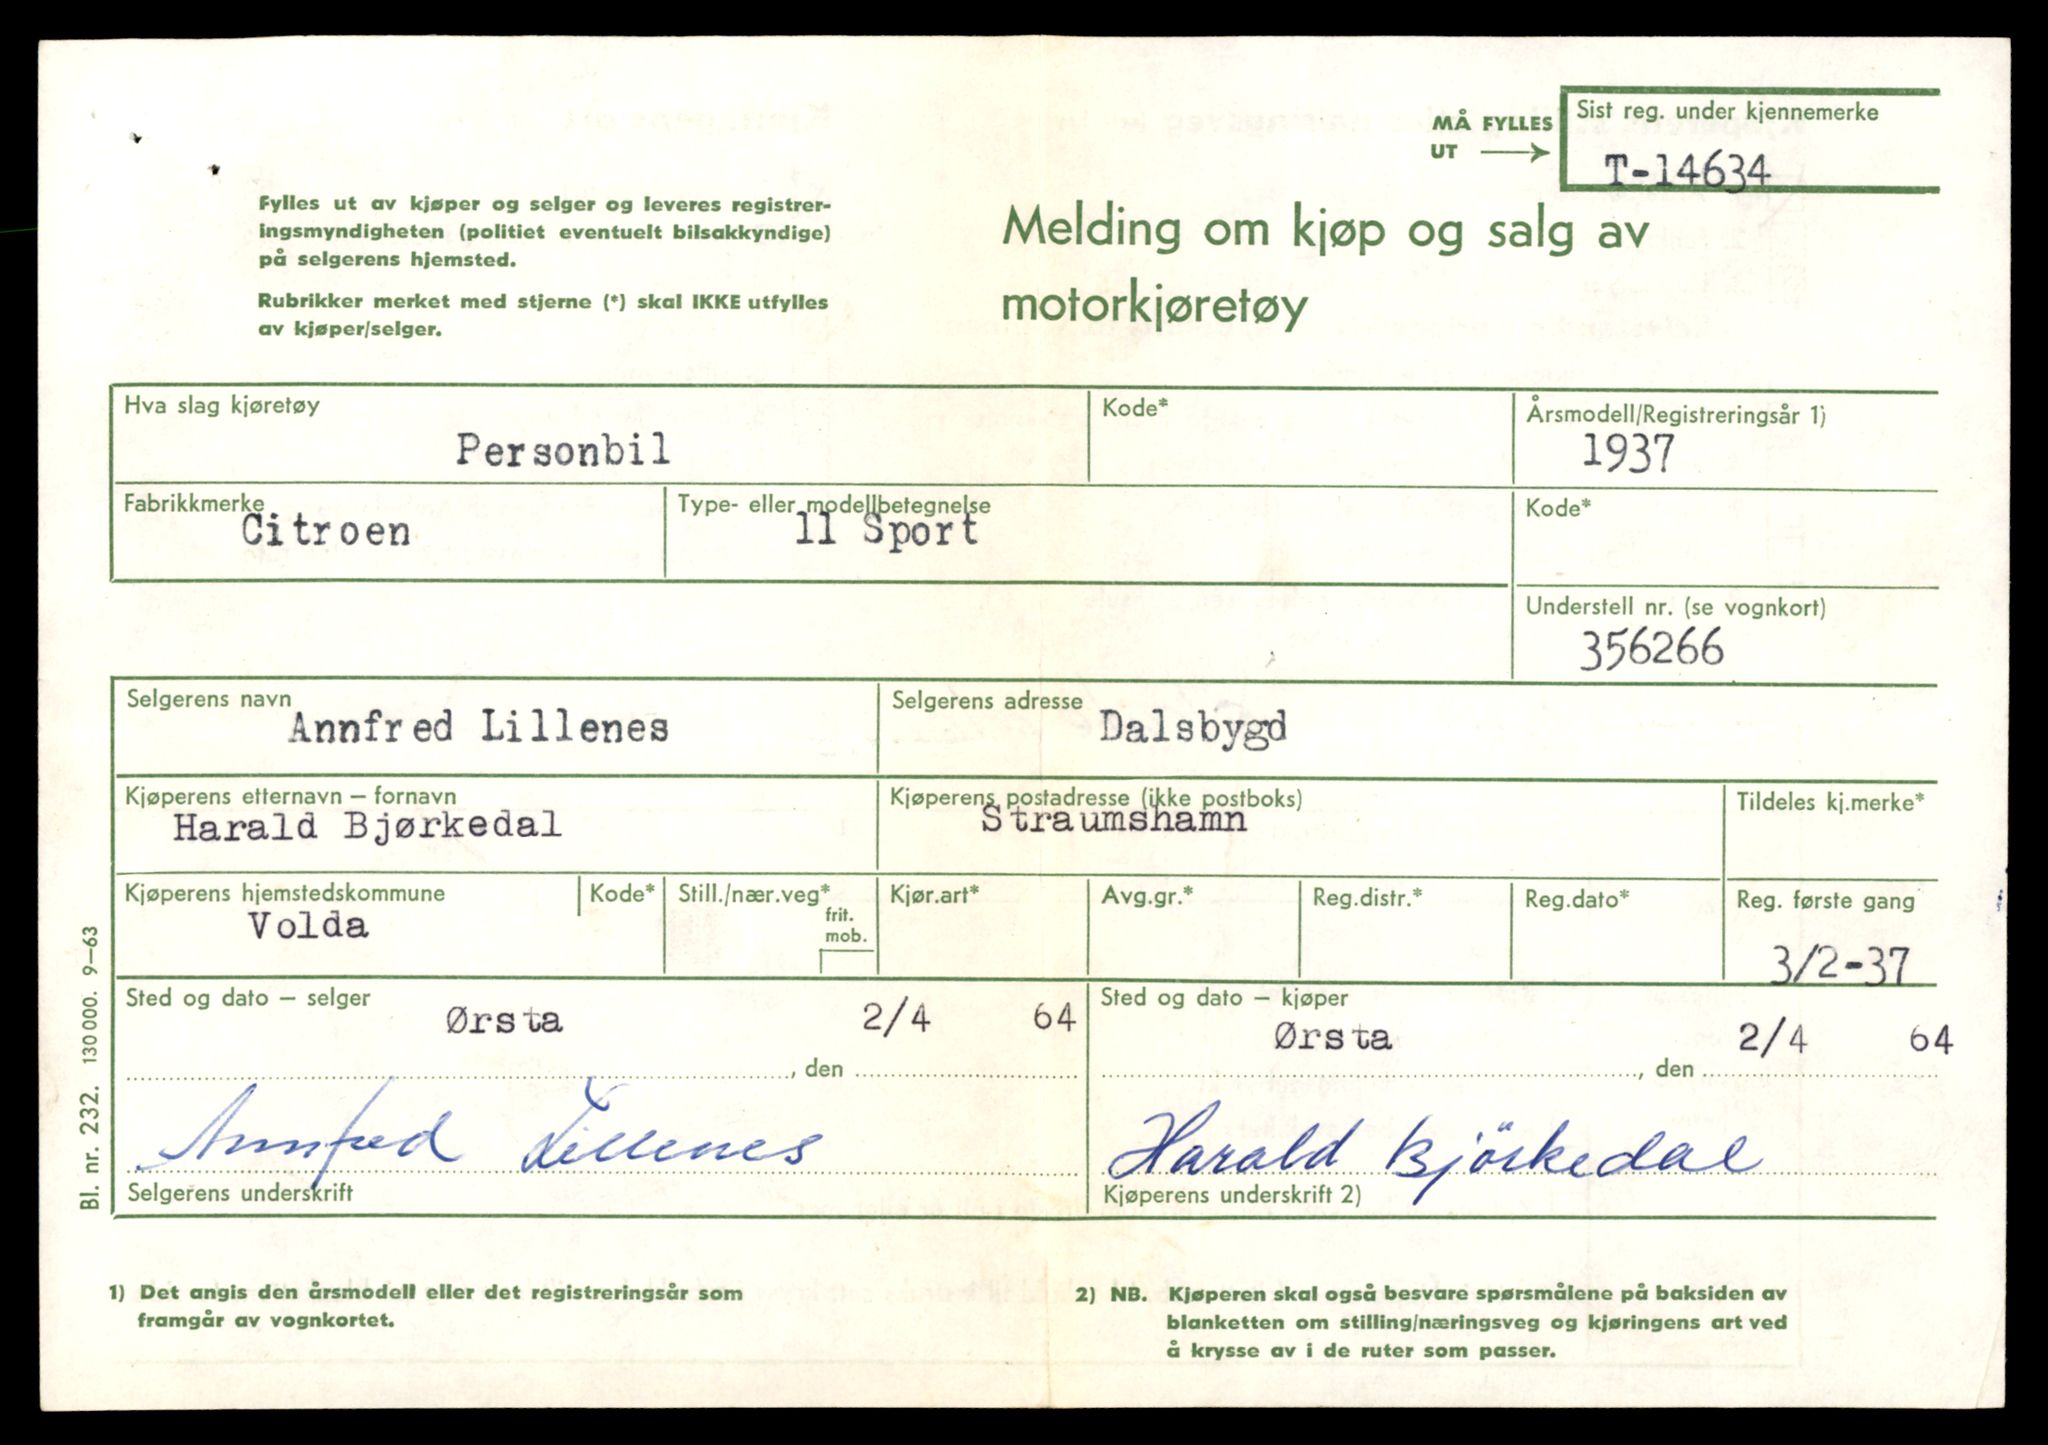 MÅ FYLLES
UT
Sist reg. under kjennemerke
T-14634
Fylles ut av kjøper og selger og leveres registrer-
ingsmyndigheten (politiet eventuelt bilsakkyndige)
på selgerens hjemsted.
Rubrikker merket med stjerne (*) skal IKKE utfylles
av kjøper/selger.
Melding om kjøp og salg av
motorkjøretøy
Hva slag kjøretøy
Personbil
Kode*
Årsmodell/Registreringsår 1)
1937
Fabrikkmerke
Citroen
Type- eller modellbetegnelse
11 Sport
Kode*
Understell nr. (se vognkort)
356266
Selgerens navn
Annfred Lillenes
Selgerens adresse
Dalsbygd
Kjøperens etternavn – fornavn
Harald Bjørkedal
Kjøperens postadresse (ikke postboks)
Straumshamn
Tildeles kj.merke*
Kjøperens hjemstedskommune
Volda
Kode*
Still./nær.veg*
frit.
mob.
Kjør.art*
Avg.gr.*
Reg.distr.*
Reg.dato*
Reg. første gang
3/2-37
Sted og dato – selger
Ørsta 2/4 64
, den
Annfred Lillenes
Selgerens underskrift
Sted og dato – kjøper
Ørsta 2/4 64
, den
Harald Bjørkedal
Kjøperens underskrift 2)
Bl. nr. 232. 130 000. 9–63
1) Det angis den årsmodell eller det registreringsår som
framgår av vognkortet.
2) NB. Kjøperen skal også besvare spørsmålene på baksiden av
blanketten om stilling/næringsveg og kjøringens art ved
å krysse av i de ruter som passer.